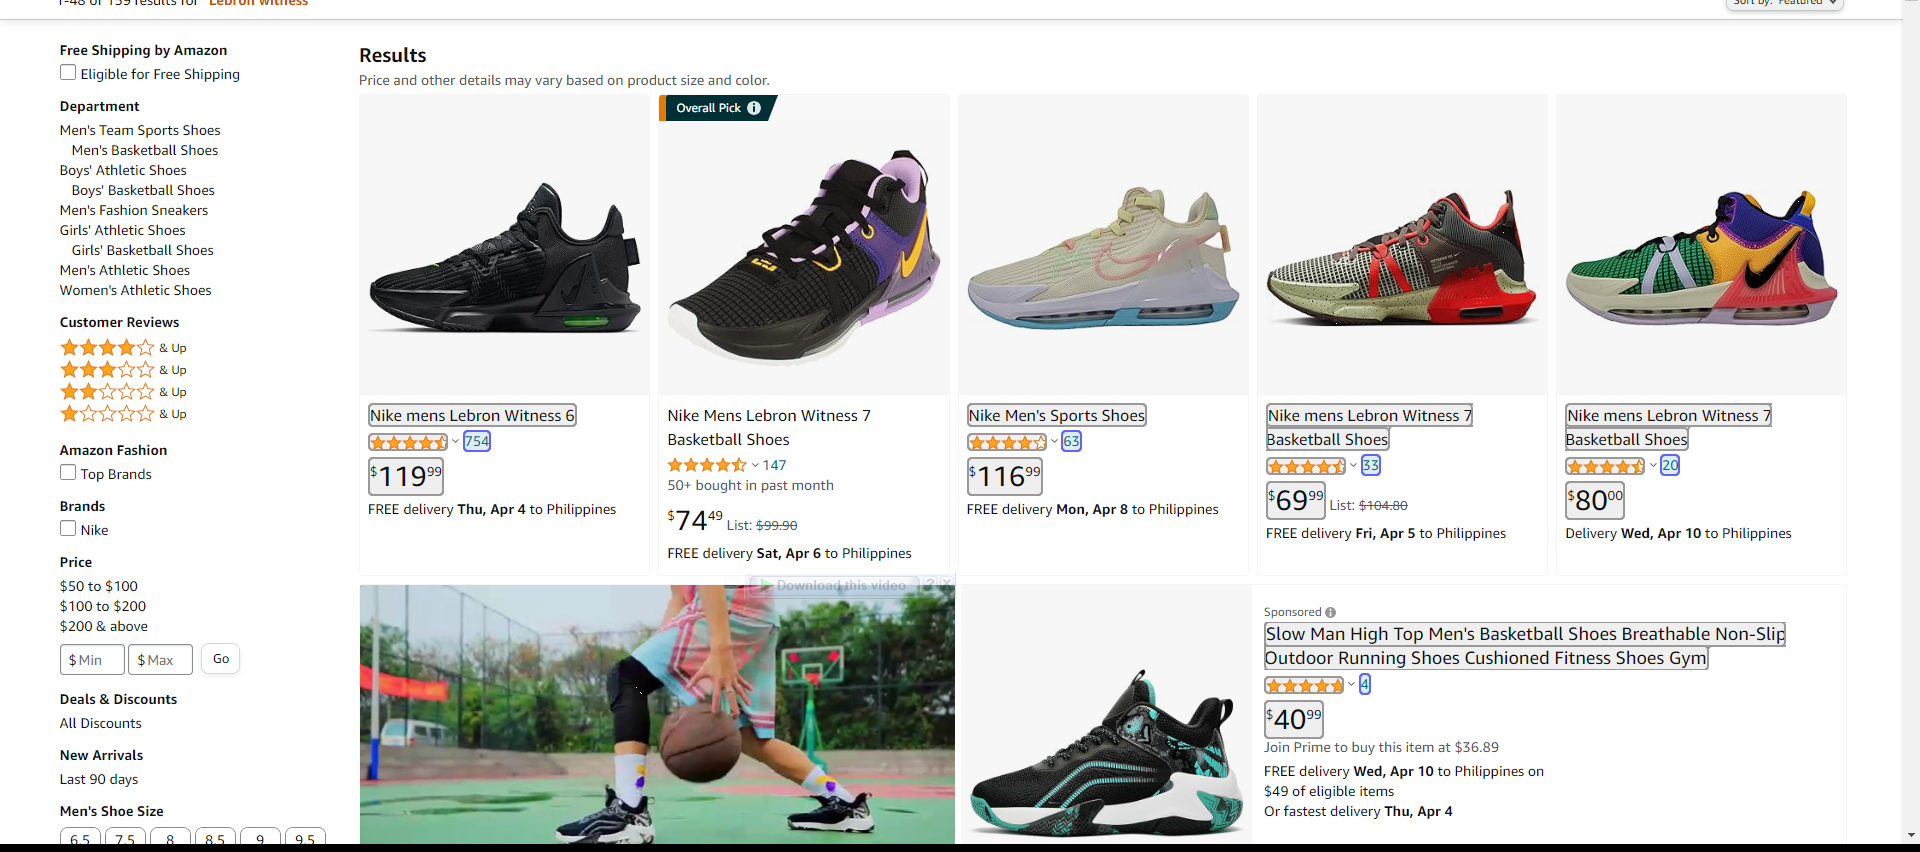 1-48 of 159 results for "Lebron witness"
Sort by: Featured
Free Shipping by Amazon
Eligible for Free Shipping
Department
Men's Team Sports Shoes
Men's Basketball Shoes
Boys' Athletic Shoes
Boys' Basketball Shoes
Men's Fashion Sneakers
Girls' Athletic Shoes
Girls' Basketball Shoes
Men's Athletic Shoes
Women's Athletic Shoes
Customer Reviews
& Up
& Up
& Up
& Up
Amazon Fashion
Top Brands
Brands
Nike
Price
$50 to $100
$100 to $200
$200 & above
$ Min $ Max Go
Deals & Discounts
All Discounts
New Arrivals
Last 90 days
Men's Shoe Size
6.5 7.5 8 8.5 9 9.5
Results
Price and other details may vary based on product size and color.
Nike mens Lebron Witness 6
754
$119.99
FREE delivery Thu, Apr 4 to Philippines
Overall Pick
Nike Mens Lebron Witness 7
Basketball Shoes
147
50+ bought in past month
$74.49 List: $99.90
FREE delivery Sat, Apr 6 to Philippines
Nike Men's Sports Shoes
63
$116.99
FREE delivery Mon, Apr 8 to Philippines
Nike mens Lebron Witness 7
Basketball Shoes
33
$69.99 List: $104.80
FREE delivery Fri, Apr 5 to Philippines
Nike mens Lebron Witness 7
Basketball Shoes
20
$80.00
Delivery Wed, Apr 10 to Philippines
Download this video ? X
Sponsored
Slow Man High Top Men's Basketball Shoes Breathable Non-Slip
Outdoor Running Shoes Cushioned Fitness Shoes Gym
4
$40.99
Join Prime to buy this item at $36.89
FREE delivery Wed, Apr 10 to Philippines on
$49 of eligible items
Or fastest delivery Thu, Apr 4